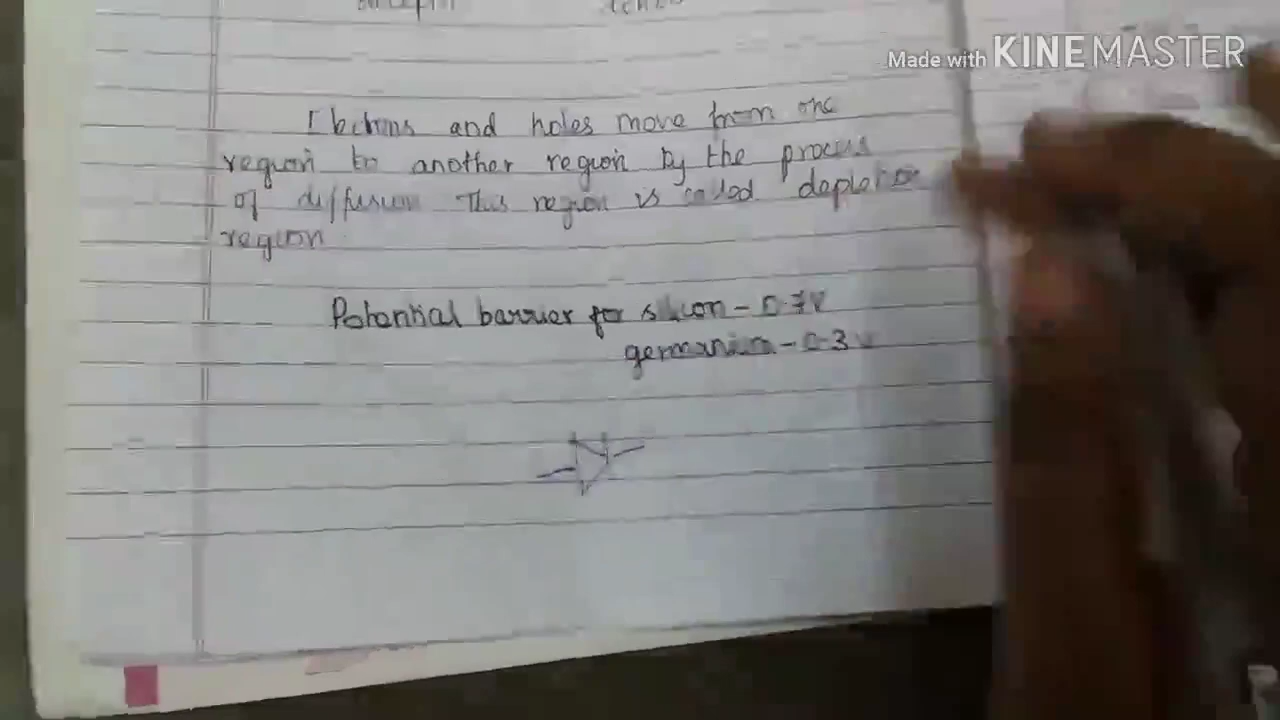 Made with KINEMASTER
Electrons and holes move from one
region to another region by the process
of diffusion This region is called depletion
region
Potential barrier for silicon - 0.7V
germanium - 0.3 v